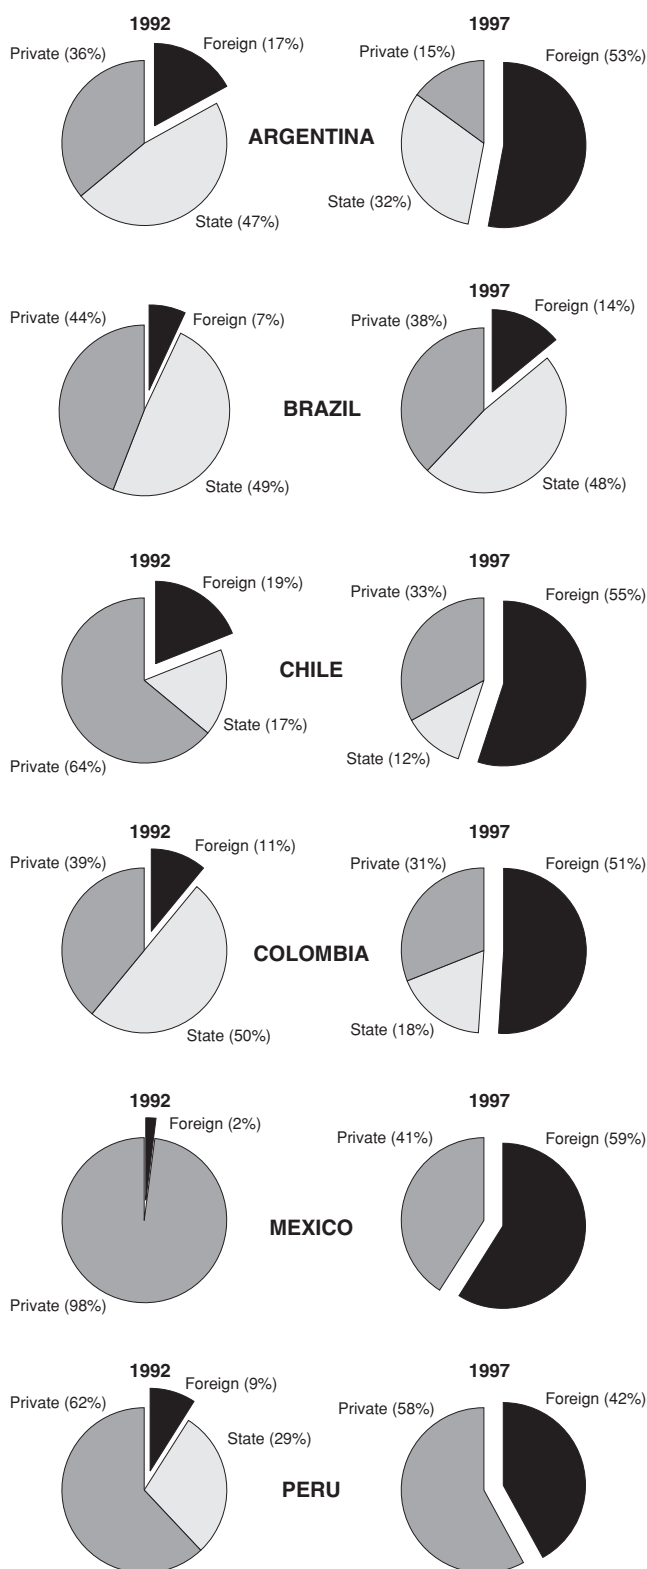 1992
1997
Private (36%)
Foreign (17%)
Private (15%)
Foreign (53%)
ARGENTINA
State (47%)
State (32%)
1997
Private (44%)
Foreign (7%)
Private (38%)
Foreign (14%)
BRAZIL
State (49%)
State (48%)
1992
1997
Foreign (19%)
Private (33%)
Foreign (55%)
CHILE
State (17%)
State (12%)
Private (64%)
1992
1997
Private (39%)
Foreign (11%)
Private (31%)
Foreign (51%)
COLOMBIA
State (50%)
State (18%)
1992
1997
Foreign (2%)
Private (41%)
Foreign (59%)
MEXICO
Private (98%)
1992
1997
Private (62%)
Foreign (9%)
State (29%)
Private (58%)
Foreign (42%)
PERU